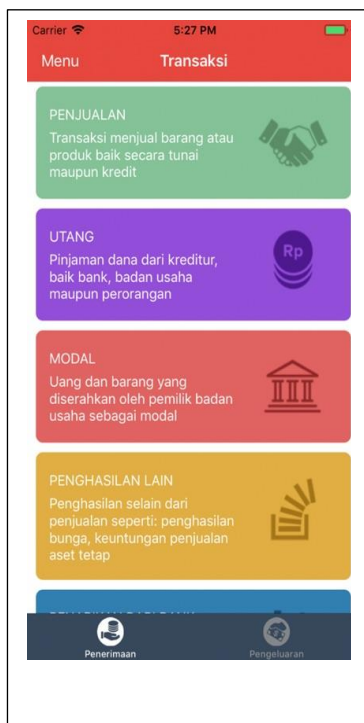 Carrier 5:27 PM
Menu Transaksi
PENJUALAN
Transaksi menjual barang atau
produk baik secara tunai
maupun kredit
UTANG
Pinjaman dana dari kreditur,
baik bank, badan usaha
maupun perorangan
Rp
MODAL
Uang dan barang yang
diserahkan oleh pemilik badan
usaha sebagai modal
PENGHASILAN LAIN
Penghasilan selain dari
penjualan seperti: penghasilan
bunga, keuntungan penjualan
aset tetap
Penerimaan Pengeluaran